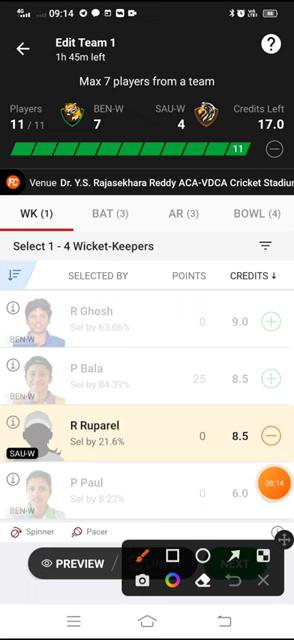 4G 09:14
Edit Team 1
1h 45m left
?
Max 7 players from a team
Players BEN-W SAU-W Credits Left
11 / 11 7 4 17.0
11
FC Venue Dr. Y.S. Rajasekhara Reddy ACA-VDCA Cricket Stadiu
WK (1) BAT (3) AR (3) BOWL (4)
Select 1 - 4 Wicket-Keepers
SELECTED BY POINTS CREDITS ↓
R Ghosh
Sel by 63.06% 0 9.0
BEN-W
P Bala
Sel by 84.39% 25 8.5
BEN-W
R Ruparel
Sel by 21.6% 0 8.5
SAU-W
P Paul
Sel by 8.22% 0 6.0
BEN-W
08:14
Spinner Pacer
PREVIEW
NEXT